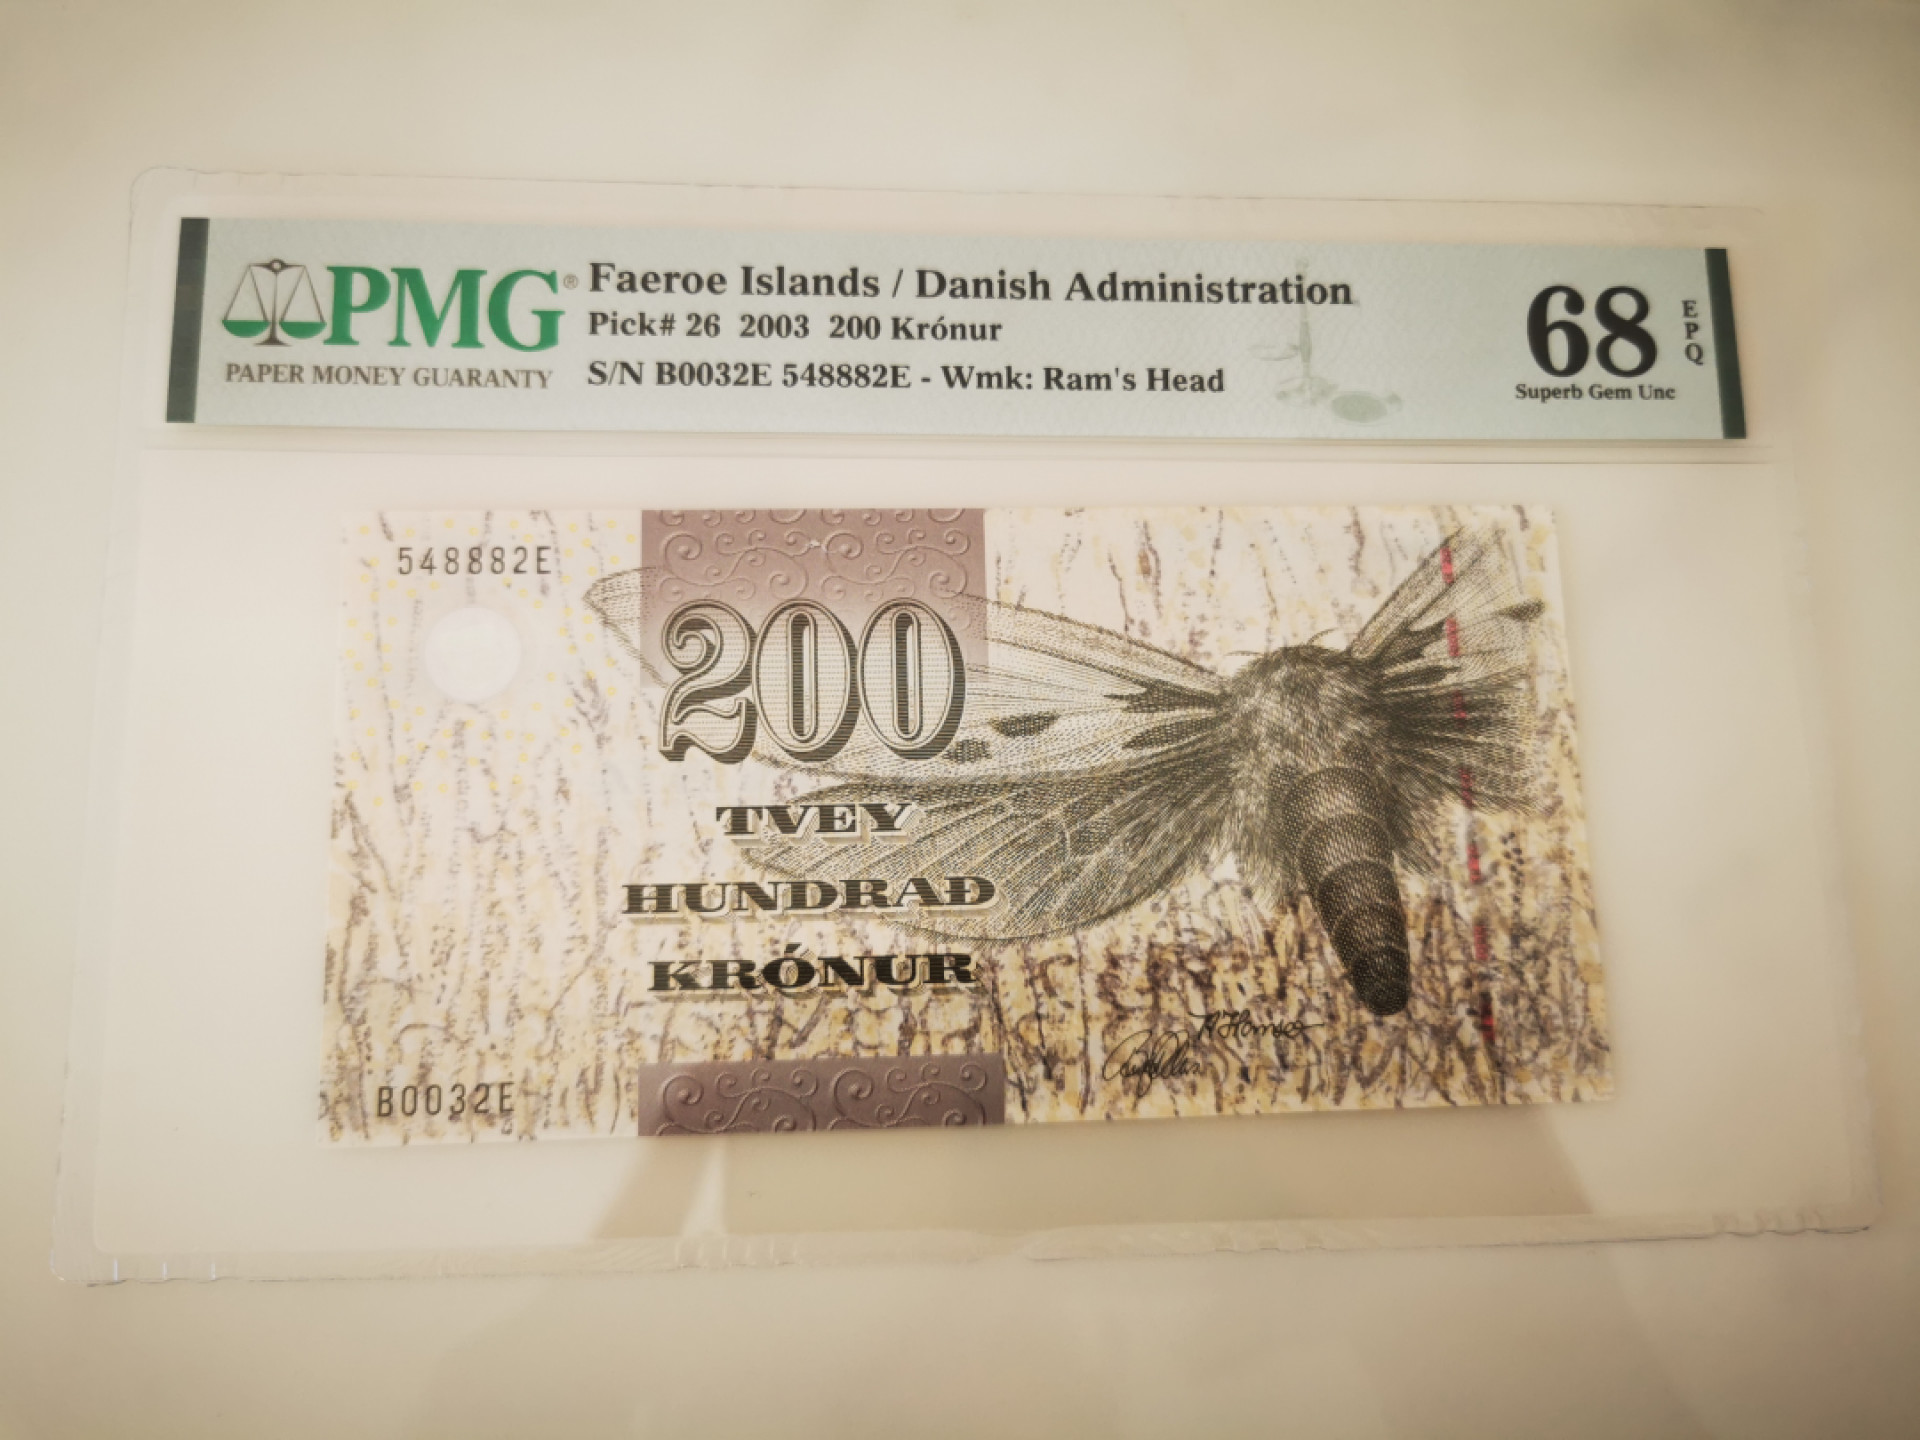 PMG®
PAPER MONEY GUARANTY
Faeroe Islands / Danish Administration
Pick# 26 2003 200 Krónur
S/N B0032E 548882E - Wmk: Ram's Head
68
EPQ
Superb Gem Unc
548882E
200
TVEY
HUNDRAÐ
KRÓNUR
B0032E